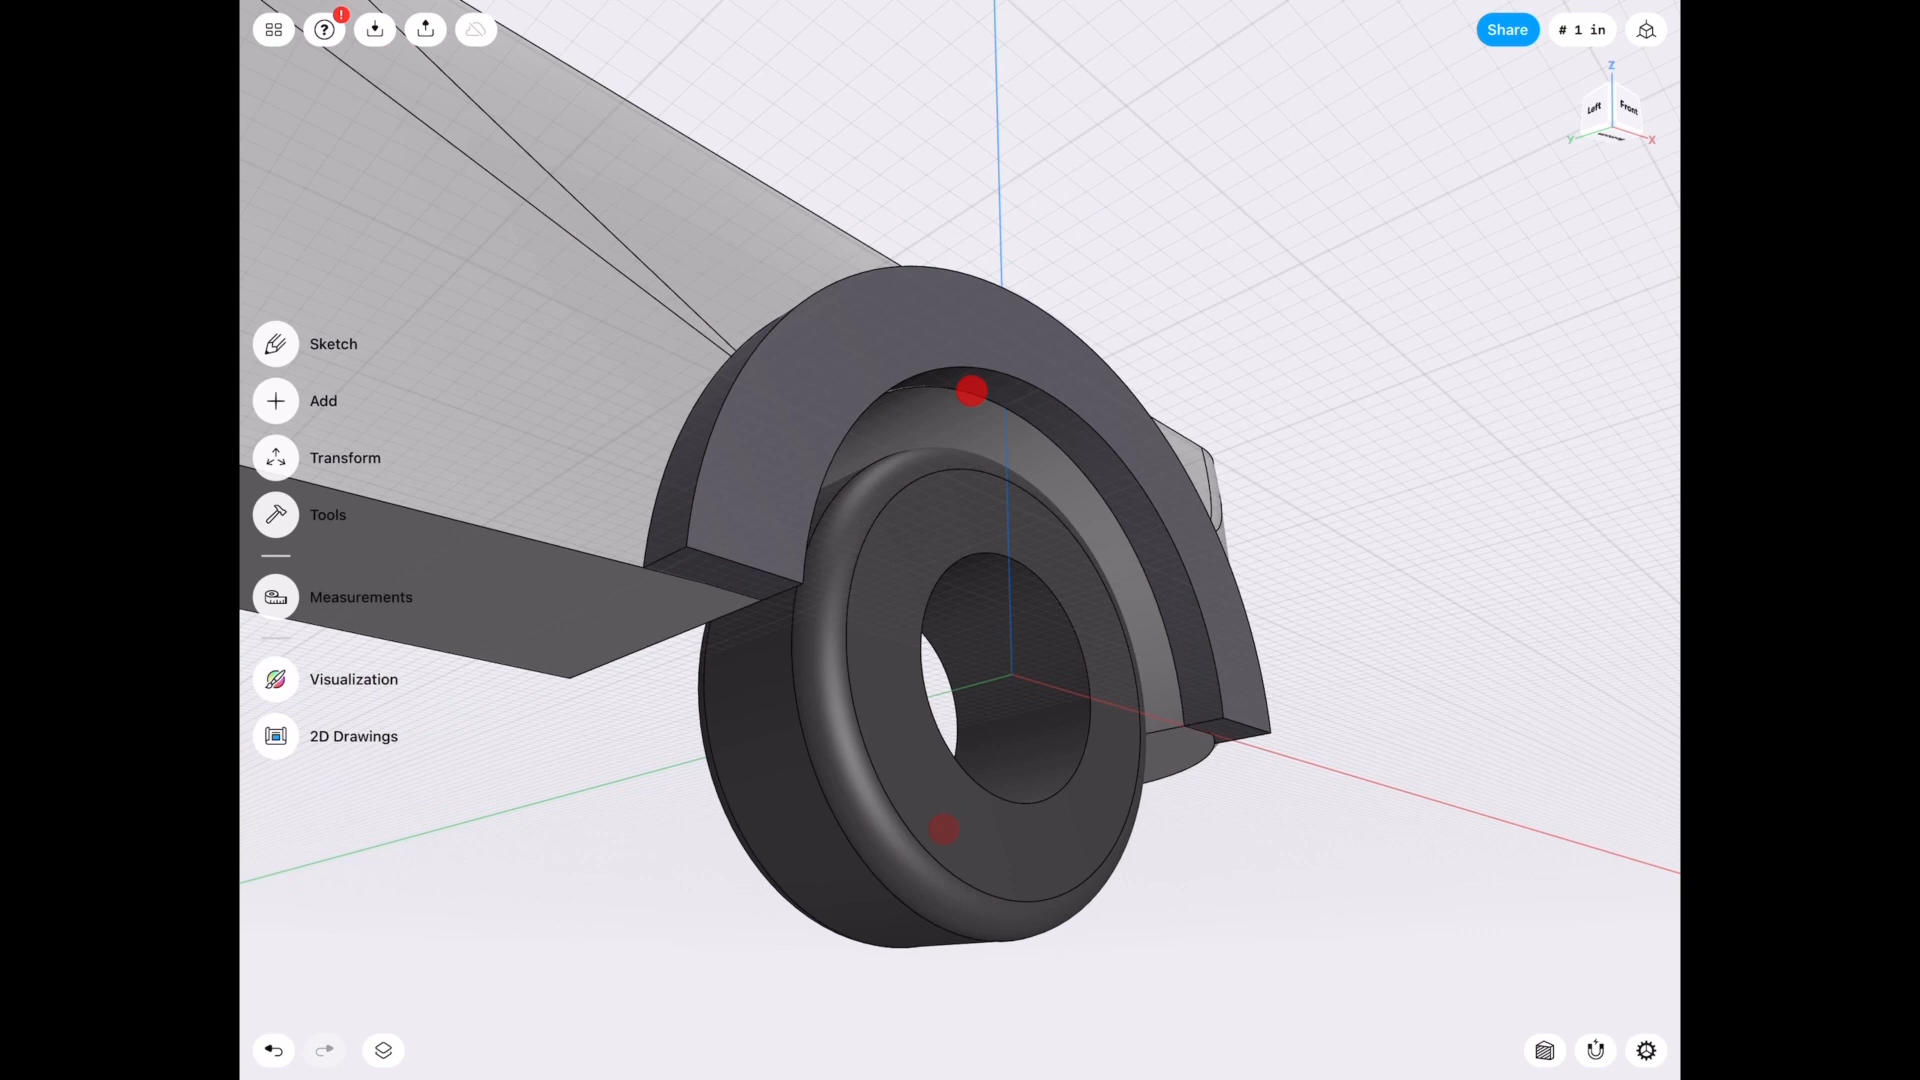 !
Share
# 1 in
Z
Left
Front
Y
X
Sketch
Add
Transform
Tools
Measurements
Visualization
2D Drawings